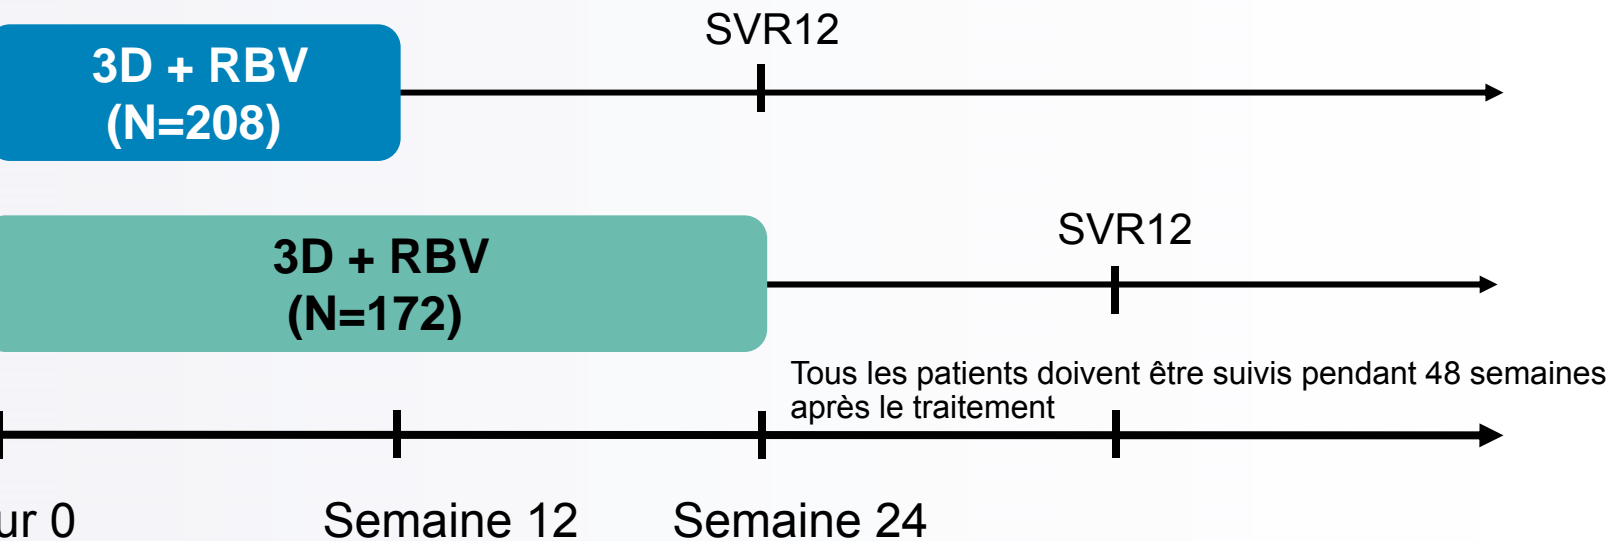 SVR12
3D + RBV
(N=208)
SVR12
3D + RBV
(N=172)
Tous les patients doivent être suivis pendant 48 semaines
après le traitement
ur 0 Semaine 12 Semaine 24